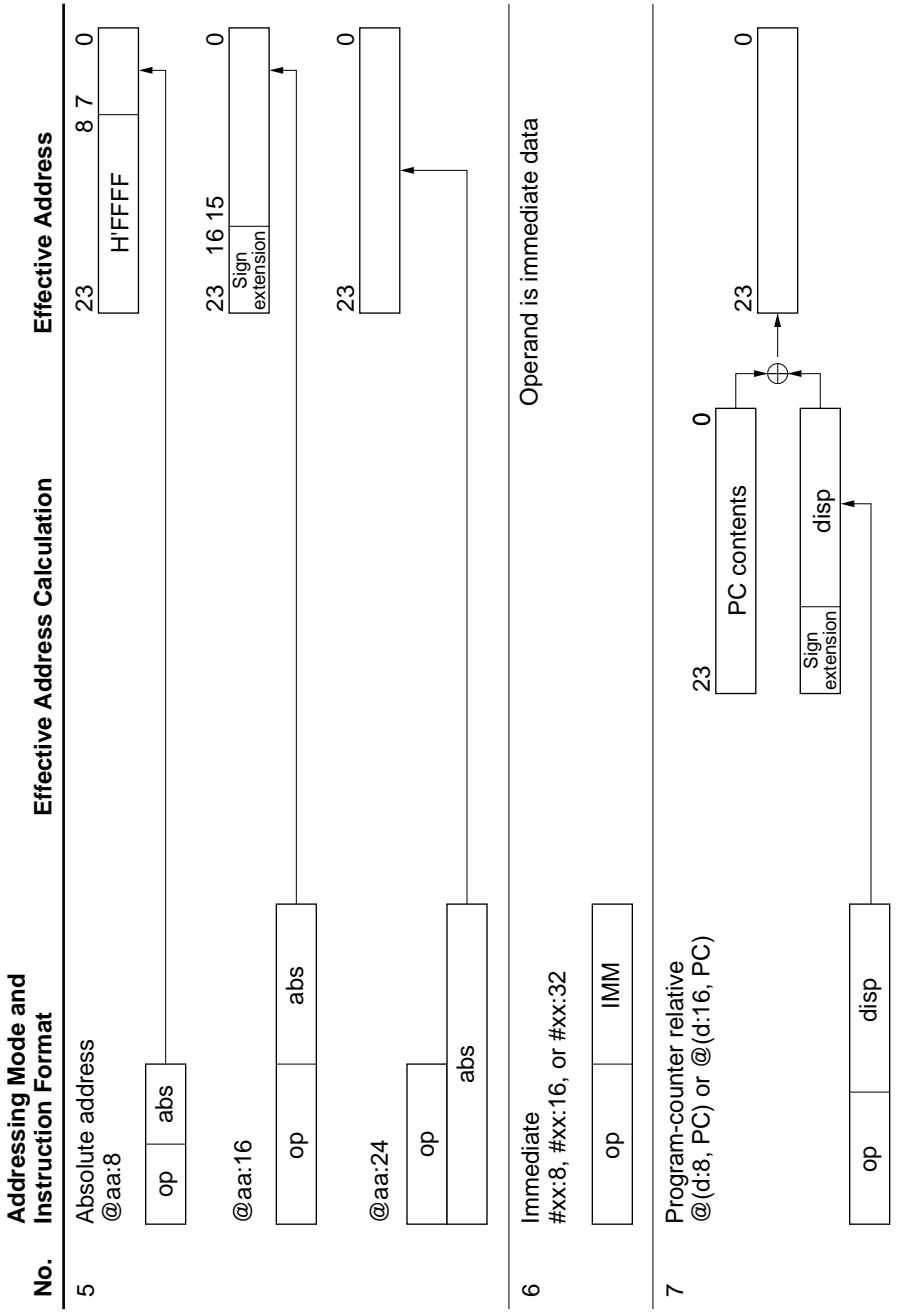 No.
Addressing Mode and
Instruction Format
Effective Address Calculation
Effective Address
5
Absolute address
@aa:8
op
abs
23
8 7
0
H'FFFF
@aa:16
op
abs
23
16 15
0
Sign
extension
@aa:24
op
abs
23
0
6
Immediate
#xx:8, #xx:16, or #xx:32
op
IMM
Operand is immediate data
7
Program-counter relative
@(d:8, PC) or @(d:16, PC)
op
disp
23
0
PC contents
Sign
extension
disp
23
0